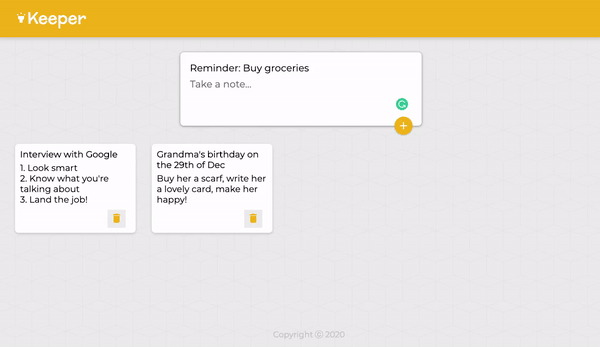 Keeper
Reminder: Buy groceries
Take a note...
Interview with Google
1. Look smart
2. Know what you're
talking about
3. Land the job!
Grandma's birthday on
the 29th of Dec
Buy her a scarf, write her
a lovely card, make her
happy!
Copyright ⓒ 2020